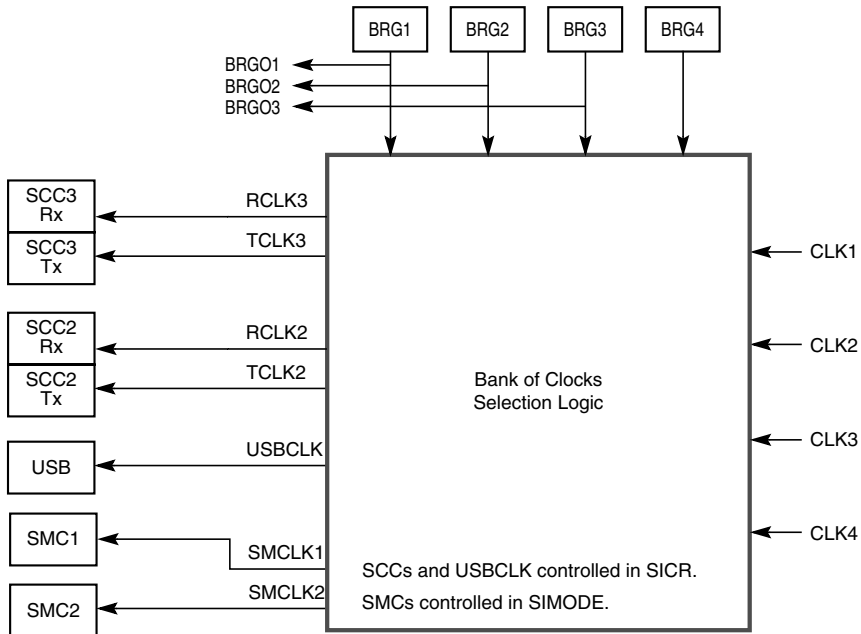 BRG1
BRG2
BRG3
BRG4
BRGO1
BRGO2
BRGO3
SCC3
Rx
RCLK3
SCC3
Tx
TCLK3
CLK1
SCC2
Rx
RCLK2
CLK2
SCC2
Tx
TCLK2
Bank of Clocks
Selection Logic
USB
USBCLK
CLK3
SMC1
SMCLK1
CLK4
SCCs and USBCLK controlled in SICR.
SMC2
SMCLK2
SMCs controlled in SIMODE.